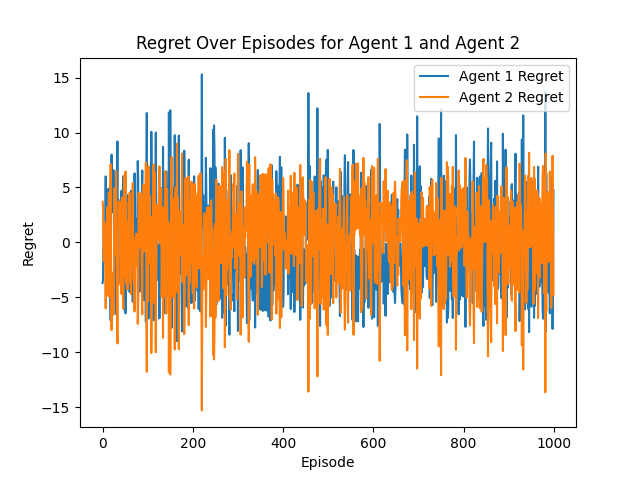 Regret Over Episodes for Agent 1 and Agent 2
Agent 1 Regret
Agent 2 Regret
15
10
5
0
−5
−10
−15
Regret
0
200
400
600
800
1000
Episode